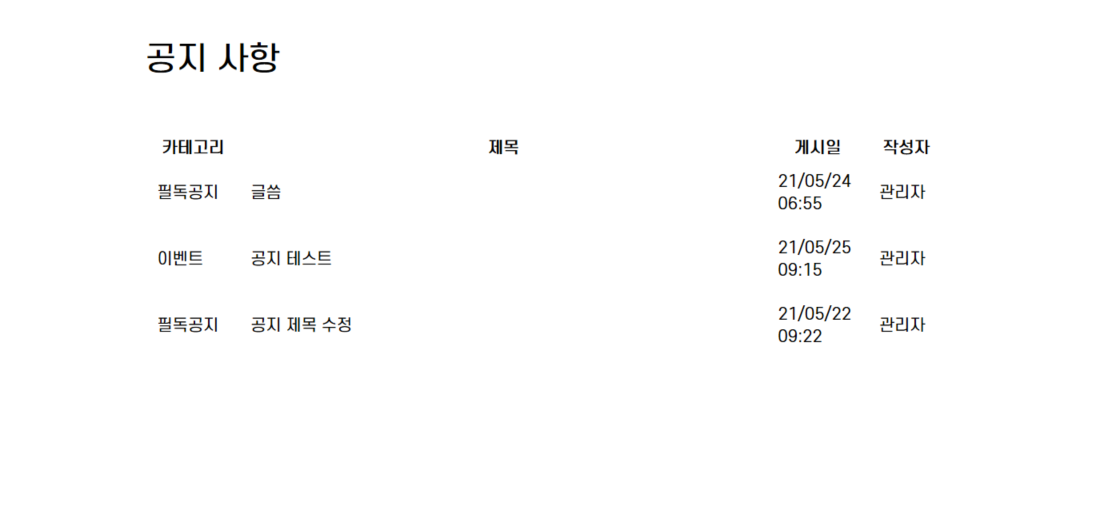 공지 사항
카테고리 제목 게시일 작성자
필독공지 글씀 21/05/24 06:55 관리자
이벤트 공지 테스트 21/05/25 09:15 관리자
필독공지 공지 제목 수정 21/05/22 09:22 관리자